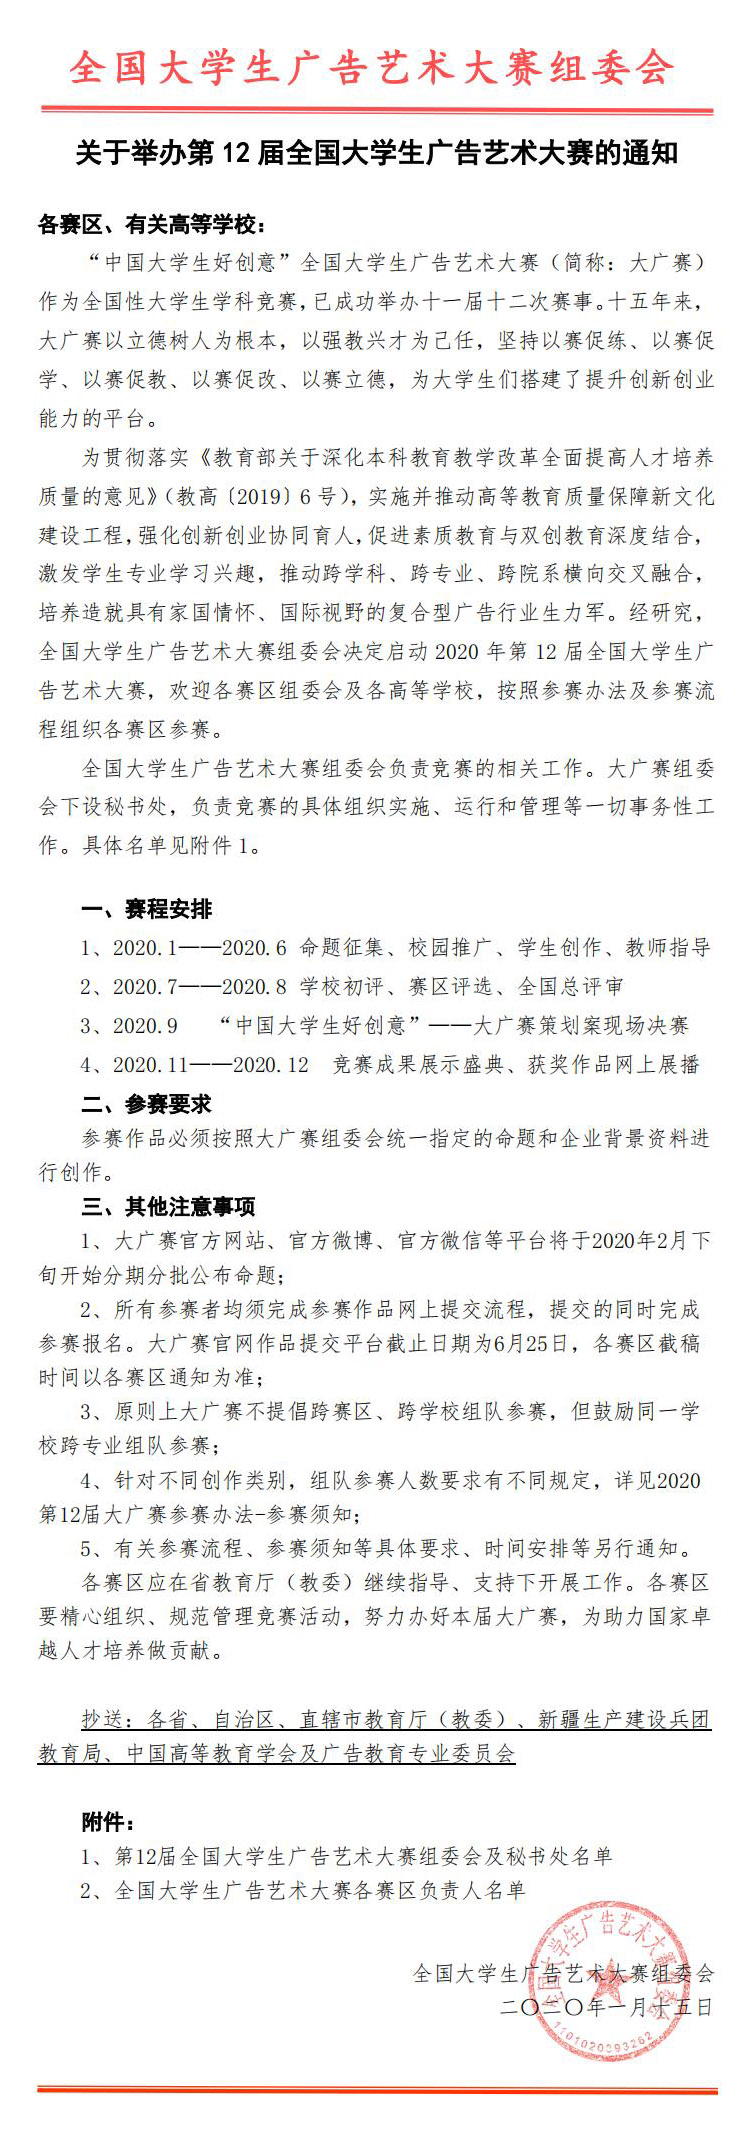 全国大学生广告艺术大赛组委会
关于举办第 12 届全国大学生广告艺术大赛的通知
各赛区、有关高等学校：
“中国大学生好创意”全国大学生广告艺术大赛（简称：大广赛）
作为全国性大学生学科竞赛，已成功举办十一届十二次赛事。十五年来，
大广赛以立德树人为根本，以强教兴才为己任，坚持以赛促练、以赛促
学、以赛促教、以赛促改、以赛立德，为大学生们搭建了提升创新创业
能力的平台。
为贯彻落实《教育部关于深化本科教育教学改革全面提高人才培养
质量的意见》（教高〔2019〕6 号），实施并推动高等教育质量保障新文化
建设工程，强化创新创业协同育人，促进素质教育与双创教育深度结合，
激发学生专业学习兴趣，推动跨学科、跨专业、跨院系横向交叉融合，
培养造就具有家国情怀、国际视野的复合型广告行业生力军。经研究，
全国大学生广告艺术大赛组委会决定启动 2020 年第 12 届全国大学生广
告艺术大赛，欢迎各赛区组委会及各高等学校，按照参赛办法及参赛流
程组织各赛区参赛。
全国大学生广告艺术大赛组委会负责竞赛的相关工作。大广赛组委
会下设秘书处，负责竞赛的具体组织实施、运行和管理等一切事务性工
作。具体名单见附件 1。
一、赛程安排
1、2020.1——2020.6 命题征集、校园推广、学生创作、教师指导
2、2020.7——2020.8 学校初评、赛区评选、全国总评审
3、2020.9 “中国大学生好创意”——大广赛策划案现场决赛
4、2020.11——2020.12 竞赛成果展示盛典、获奖作品网上展播
二、参赛要求
参赛作品必须按照大广赛组委会统一指定的命题和企业背景资料进
行创作。
三、其他注意事项
1、大广赛官方网站、官方微博、官方微信等平台将于2020年2月下
旬开始分期分批公布命题；
2、所有参赛者均须完成参赛作品网上提交流程，提交的同时完成
参赛报名。大广赛官网作品提交平台截止日期为6月25日，各赛区截稿
时间以各赛区通知为准；
3、原则上大广赛不提倡跨赛区、跨学校组队参赛，但鼓励同一学
校跨专业组队参赛；
4、针对不同创作类别，组队参赛人数要求有不同规定，详见2020
第12届大广赛参赛办法-参赛须知；
5、有关参赛流程、参赛须知等具体要求、时间安排等另行通知。
各赛区应在省教育厅（教委）继续指导、支持下开展工作。各赛区
要精心组织、规范管理竞赛活动，努力办好本届大广赛，为助力国家卓
越人才培养做贡献。
抄送：各省、自治区、直辖市教育厅（教委）、新疆生产建设兵团
教育局、中国高等教育学会及广告教育专业委员会
附件：
1、第12届全国大学生广告艺术大赛组委会及秘书处名单
2、全国大学生广告艺术大赛各赛区负责人名单
全国大学生广告艺术大赛组委会
二〇二〇年一月十五日
全国大学生广告艺术大赛组委会
1101020393262